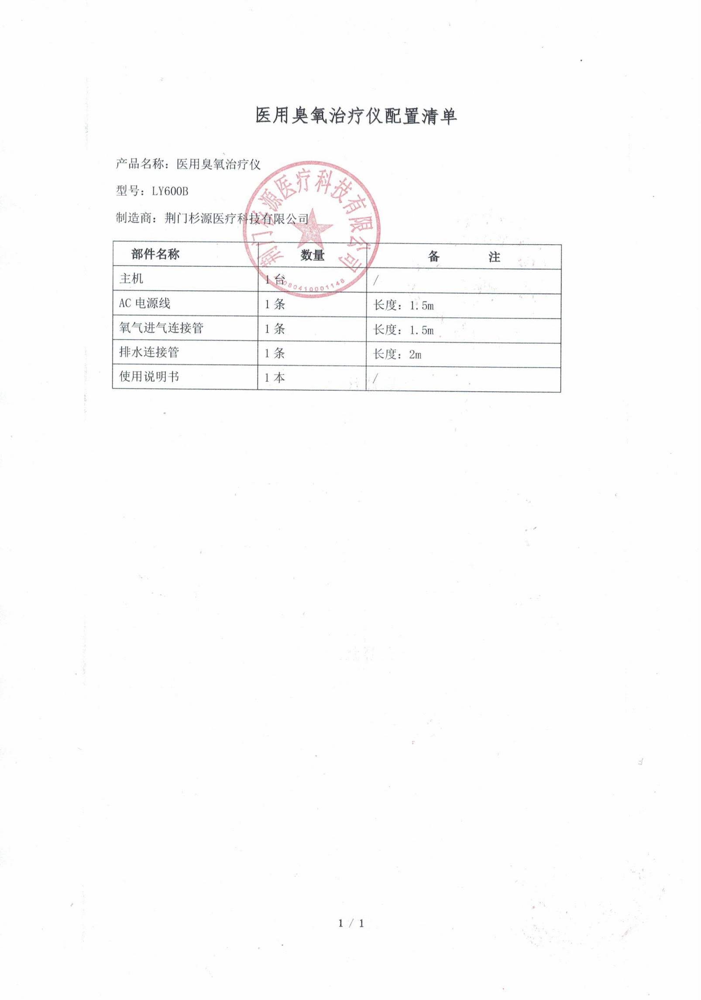 医用臭氧治疗仪配置清单
产品名称：医用臭氧治疗仪
型号：LY600B
制造商：荆门杉源医疗科技有限公司
荆门杉源医疗科技有限公司
部件名称 数量 备 注
主机 1 台 /
AC 电源线 1 条 长度：1.5m
氧气进气连接管 1 条 长度：1.5m
排水连接管 1 条 长度：2m
使用说明书 1 本 /
1 / 1